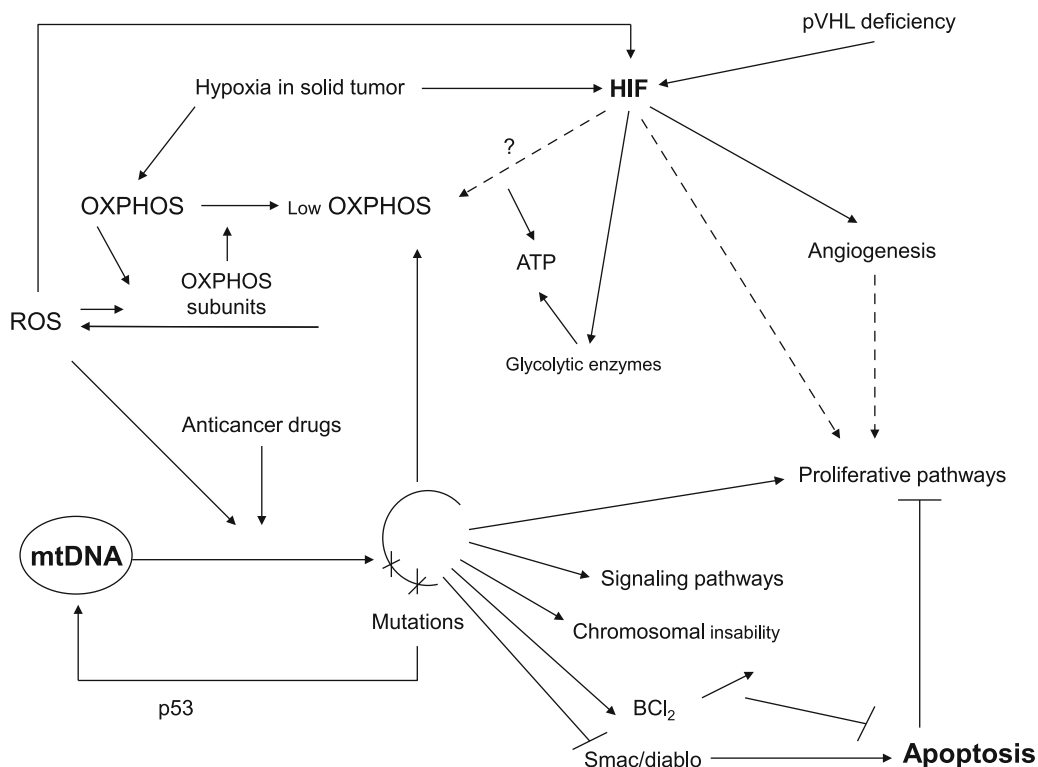 pVHL deficiency
Hypoxia in solid tumor
HIF
?
OXPHOS
Low OXPHOS
Angiogenesis
ATP
OXPHOS
subunits
ROS
Glycolytic enzymes
Anticancer drugs
Proliferative pathways
mtDNA
Signaling pathways
Mutations
Chromosomal insability
p53
BCl₂
Smac/diablo
Apoptosis